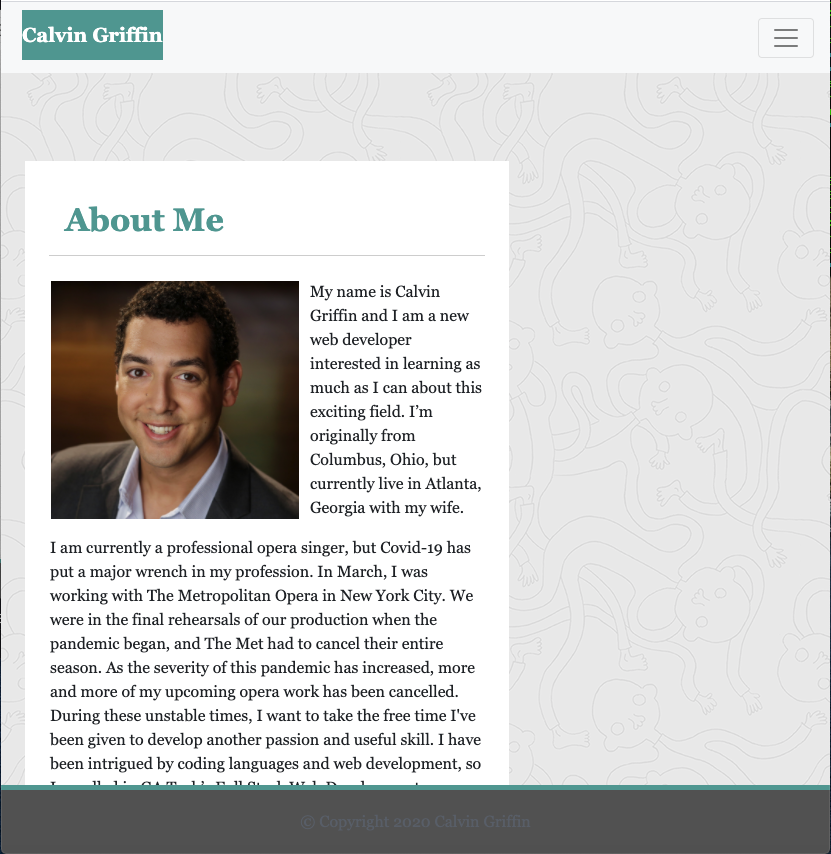 Calvin Griffin
About Me
My name is Calvin
Griffin and I am a new
web developer
interested in learning as
much as I can about this
exciting field. I’m
originally from
Columbus, Ohio, but
currently live in Atlanta,
Georgia with my wife.
I am currently a professional opera singer, but Covid-19 has
put a major wrench in my profession. In March, I was
working with The Metropolitan Opera in New York City. We
were in the final rehearsals of our production when the
pandemic began, and The Met had to cancel their entire
season. As the severity of this pandemic has increased, more
and more of my upcoming opera work has been cancelled.
During these unstable times, I want to take the free time I've
been given to develop another passion and useful skill. I have
been intrigued by coding languages and web development, so
© Copyright 2020 Calvin Griffin